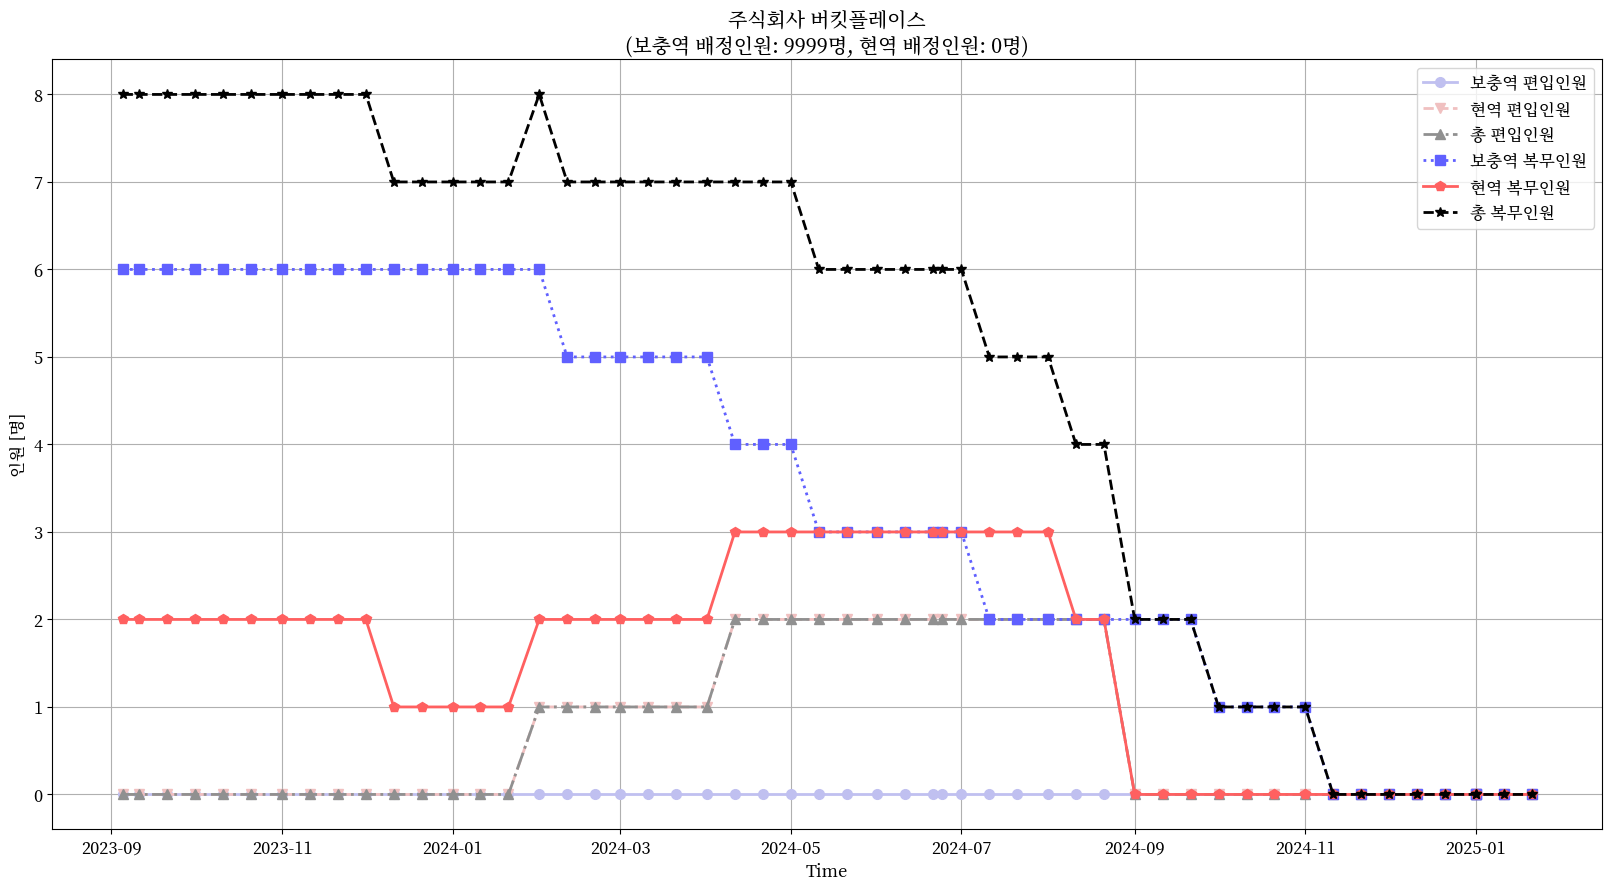 주식회사 버킷플레이스
(보충역 배정인원: 9999명, 현역 배정인원: 0명)
보충역 편입인원
현역 편입인원
총 편입인원
보충역 복무인원
현역 복무인원
총 복무인원
인원 [명]
8
7
6
5
4
3
2
1
0
2023-09
2023-11
2024-01
2024-03
2024-05
2024-07
2024-09
2024-11
2025-01
Time